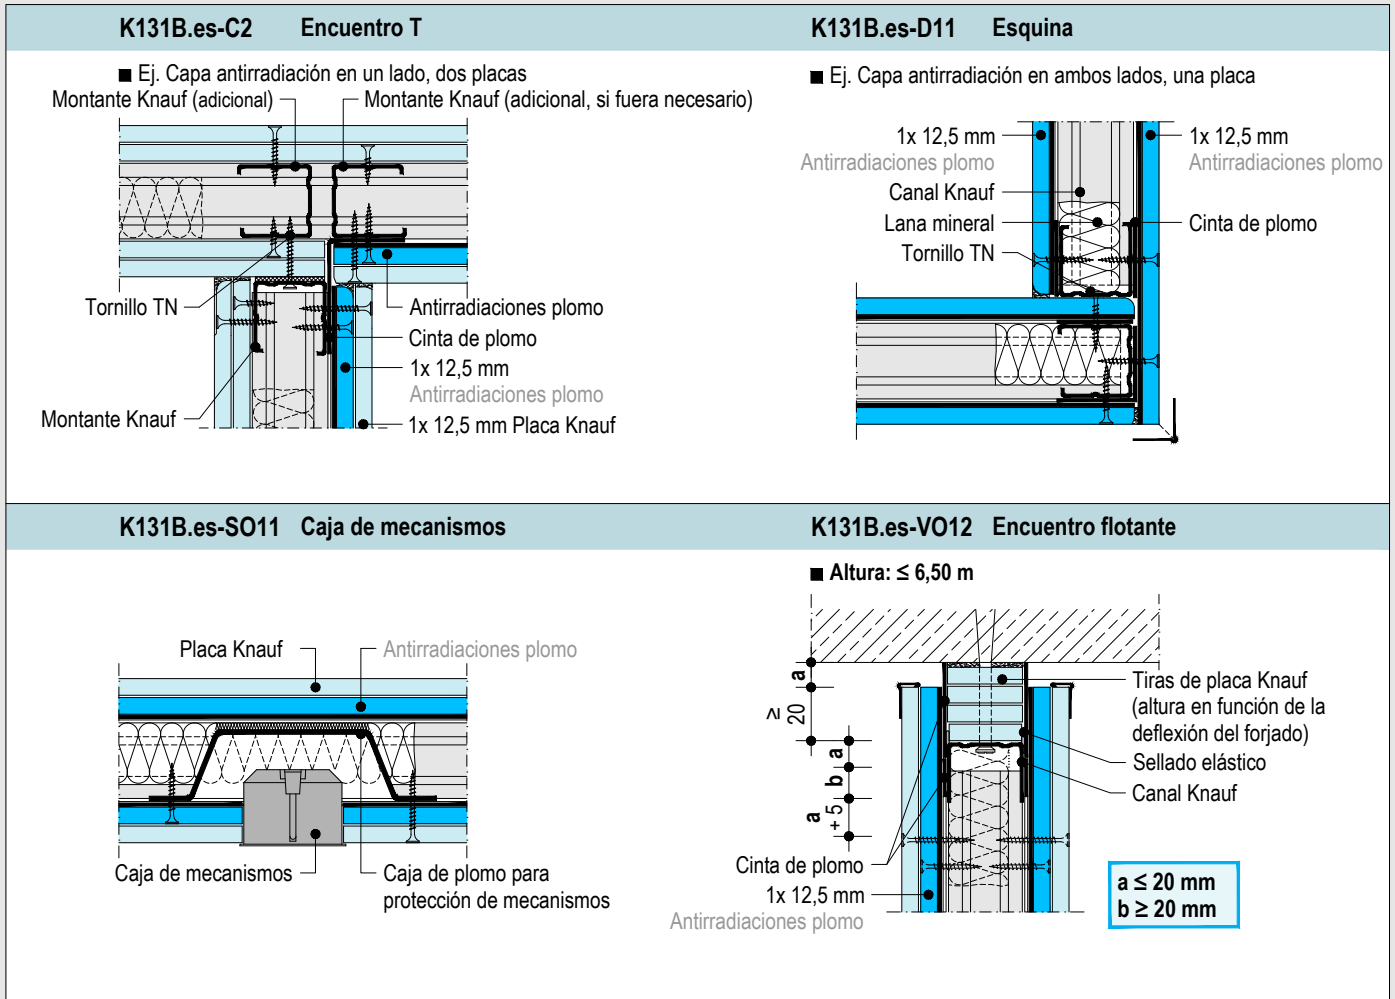 K131B.es-C2 Encuentro T
■ Ej. Capa antirradiación en un lado, dos placas
Montante Knauf (adicional)
Montante Knauf (adicional, si fuera necesario)
Tornillo TN
Antirradiaciones plomo
Cinta de plomo
1x 12,5 mm
Antirradiaciones plomo
Montante Knauf
1x 12,5 mm Placa Knauf
K131B.es-D11 Esquina
■ Ej. Capa antirradiación en ambos lados, una placa
1x 12,5 mm
Antirradiaciones plomo
1x 12,5 mm
Antirradiaciones plomo
Canal Knauf
Lana mineral
Cinta de plomo
Tornillo TN
K131B.es-SO11 Caja de mecanismos
Placa Knauf
Antirradiaciones plomo
Caja de mecanismos
Caja de plomo para
protección de mecanismos
K131B.es-VO12 Encuentro flotante
■ Altura: ≤ 6,50 m
a
≥
20
a
b
a
+ 5
Tiras de placa Knauf
(altura en función de la
deflexión del forjado)
Sellado elástico
Canal Knauf
Cinta de plomo
1x 12,5 mm
Antirradiaciones plomo
a ≤ 20 mm
b ≥ 20 mm